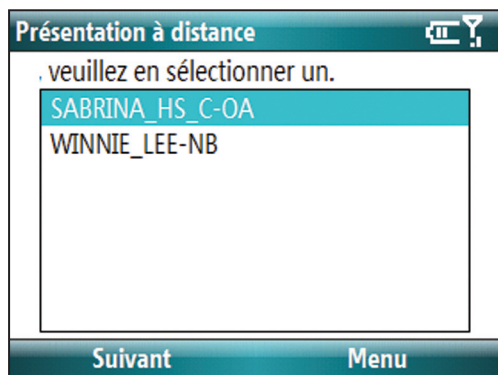 Présentation à distance
, veuillez en sélectionner un.
SABRINA_HS_C-OA
WINNIE_LEE-NB
Suivant Menu